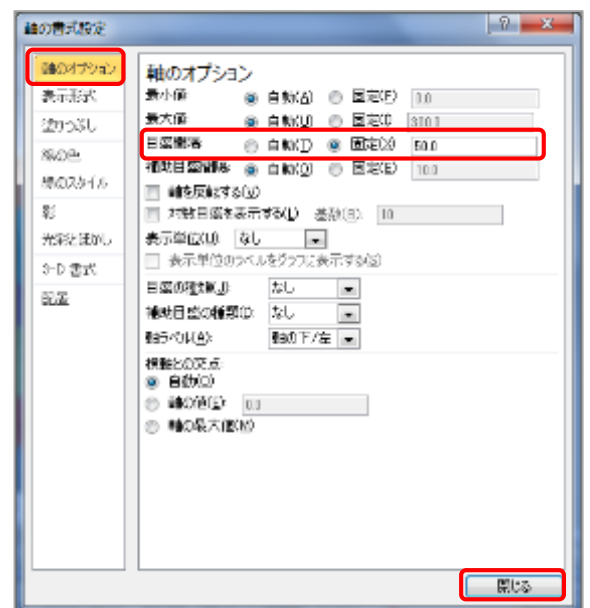 軸の書式設定
軸のオプション
表示形式
塗りつぶし
線の色
線のスタイル
影
光彩とぼかし
3-D 書式
配置
軸のオプション
最小値 自動(A) 固定(F) 0.0
最大値 自動(U) 固定(I)
目盛間隔 自動(T) 固定(X) 50.0
補助目盛間隔 自動(O) 固定(E) 10.0
軸を反転する(V)
対数目盛を表示する(L) 基数(B): 10
表示単位(U): なし
表示単位のラベルをグラフに表示する(S)
目盛の種類(J): なし
補助目盛の種類(I): なし
軸ラベル(A): 軸の下/左
横軸との交点:
自動(O)
軸の値(E): 0.0
軸の最大値(M)
閉じる